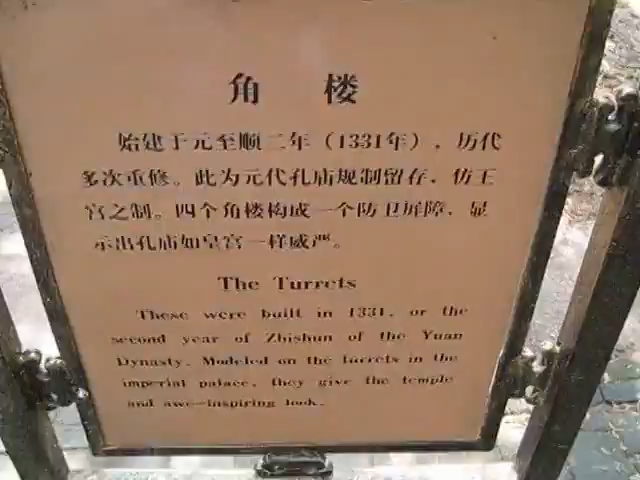 角 楼
始建于元至顺二年（1331年），历代
多次重修。此为元代孔庙规制留存，仿王
宫之制。四个角楼构成一个防卫屏障，显
示出孔庙如皇宫一样威严。
The Turrets
These were built in 1331, or the
second year of Zhishun of the Yuan
Dynasty. Modeled on the turrets in the
imperial palace, they give the temple
and awe-inspiring look.